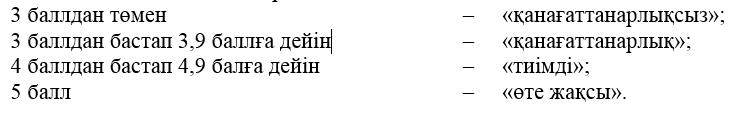 3 баллдан төмен – «қанағаттанарлықсыз»;
3 баллдан бастап 3,9 баллға дейін – «қанағаттанарлық»;
4 баллдан бастап 4,9 балға дейін – «тиімді»;
5 балл – «өте жақсы».